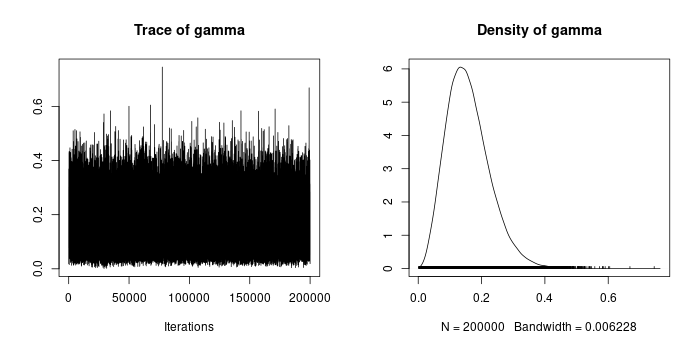 Trace of gamma
0.6
0.4
0.2
0.0
0 50000 100000 150000 200000
Iterations
Density of gamma
6
5
4
3
2
1
0
0.0 0.2 0.4 0.6
N = 200000 Bandwidth = 0.006228